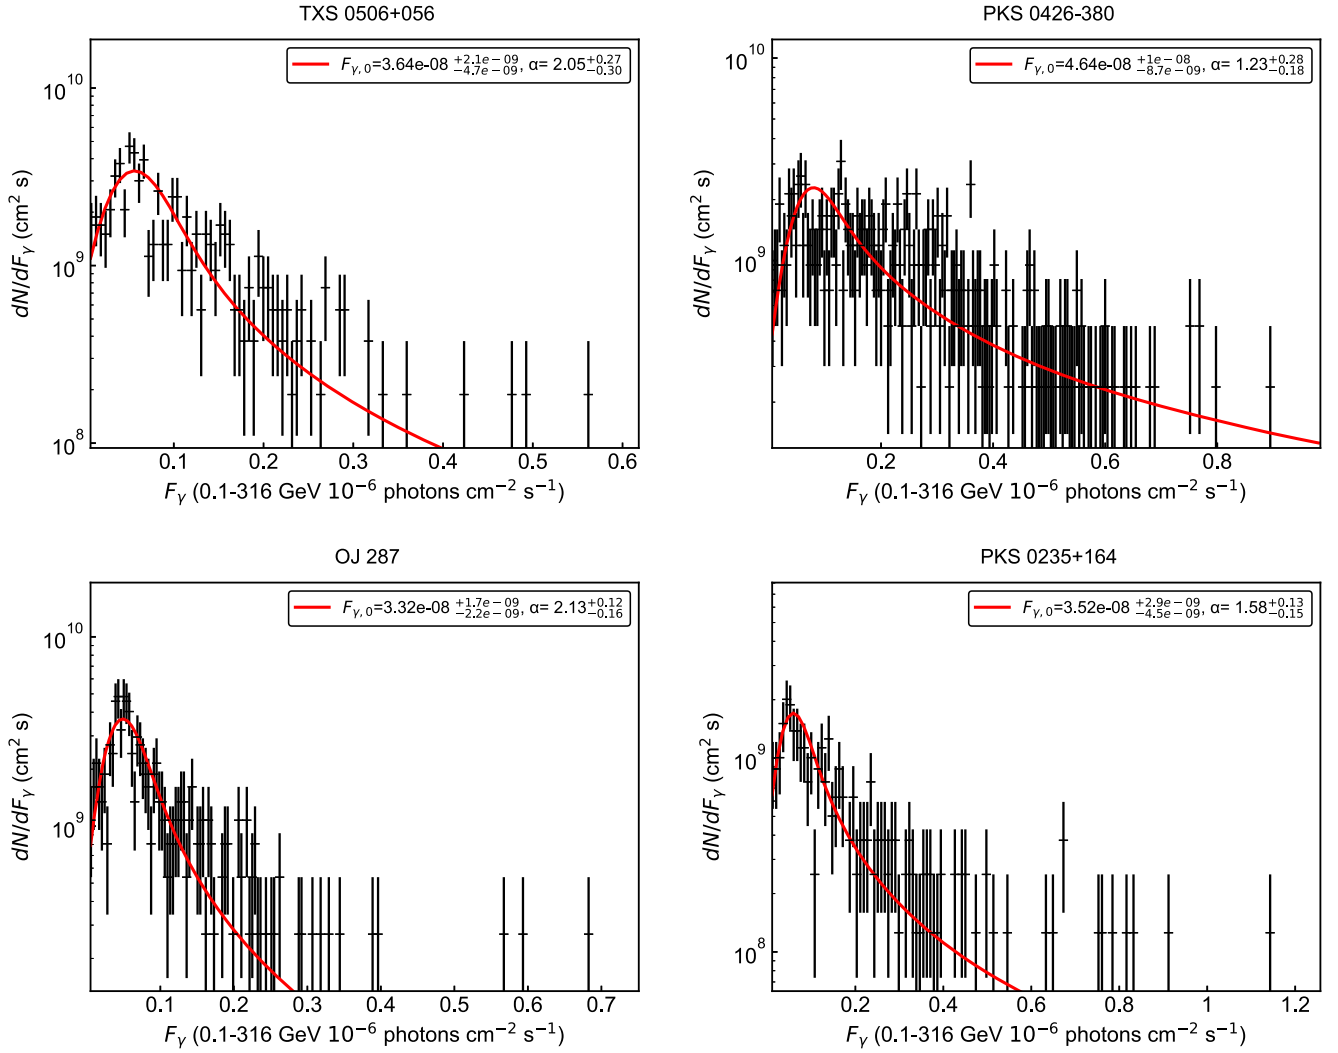 TXS 0506+056
F_γ,0=3.64e-08 +2.1e−09 −4.7e−09, α= 2.05 +0.27 −0.30
10^10
10^9
10^8
dN/dF_γ (cm² s)
0.1 0.2 0.3 0.4 0.5 0.6
F_γ (0.1-316 GeV 10⁻⁶ photons cm⁻² s⁻¹)
PKS 0426-380
F_γ,0=4.64e-08 +1e−08 −8.7e−09, α= 1.23 +0.28 −0.18
10^10
10^9
dN/dF_γ (cm² s)
0.2 0.4 0.6 0.8
F_γ (0.1-316 GeV 10⁻⁶ photons cm⁻² s⁻¹)
OJ 287
F_γ,0=3.32e-08 +1.7e−09 −2.2e−09, α= 2.13 +0.12 −0.16
10^10
10^9
dN/dF_γ (cm² s)
0.1 0.2 0.3 0.4 0.5 0.6 0.7
F_γ (0.1-316 GeV 10⁻⁶ photons cm⁻² s⁻¹)
PKS 0235+164
F_γ,0=3.52e-08 +2.9e−09 −4.5e−09, α= 1.58 +0.13 −0.15
10^9
10^8
dN/dF_γ (cm² s)
0.2 0.4 0.6 0.8 1 1.2
F_γ (0.1-316 GeV 10⁻⁶ photons cm⁻² s⁻¹)